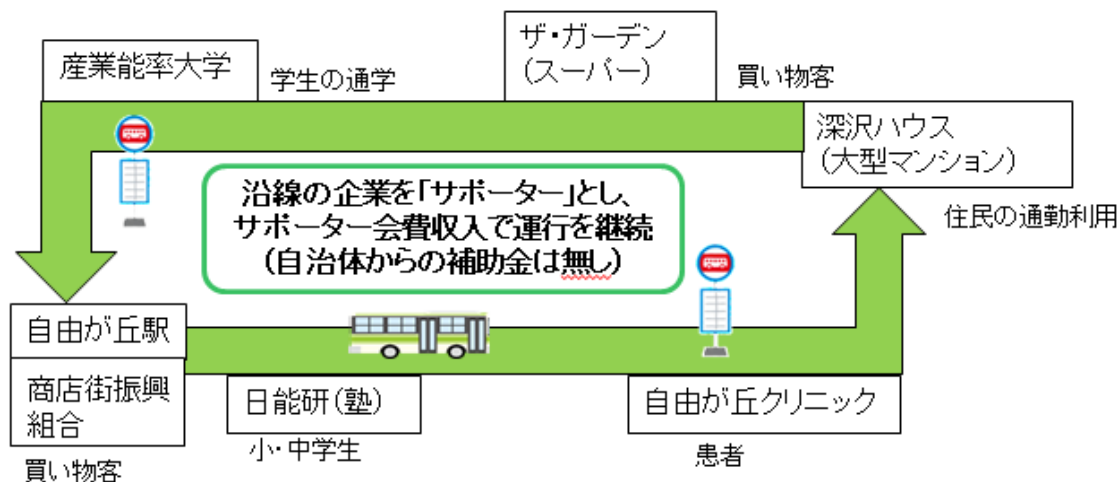 産業能率大学
学生の通学
ザ・ガーデン
(スーパー)
買い物客
深沢ハウス
(大型マンション)
住民の通勤利用
沿線の企業を「サポーター」とし、
サポーター会費収入で運行を継続
(自治体からの補助金は無し)
自由が丘駅
商店街振興
組合
買い物客
日能研(塾)
小・中学生
自由が丘クリニック
患者